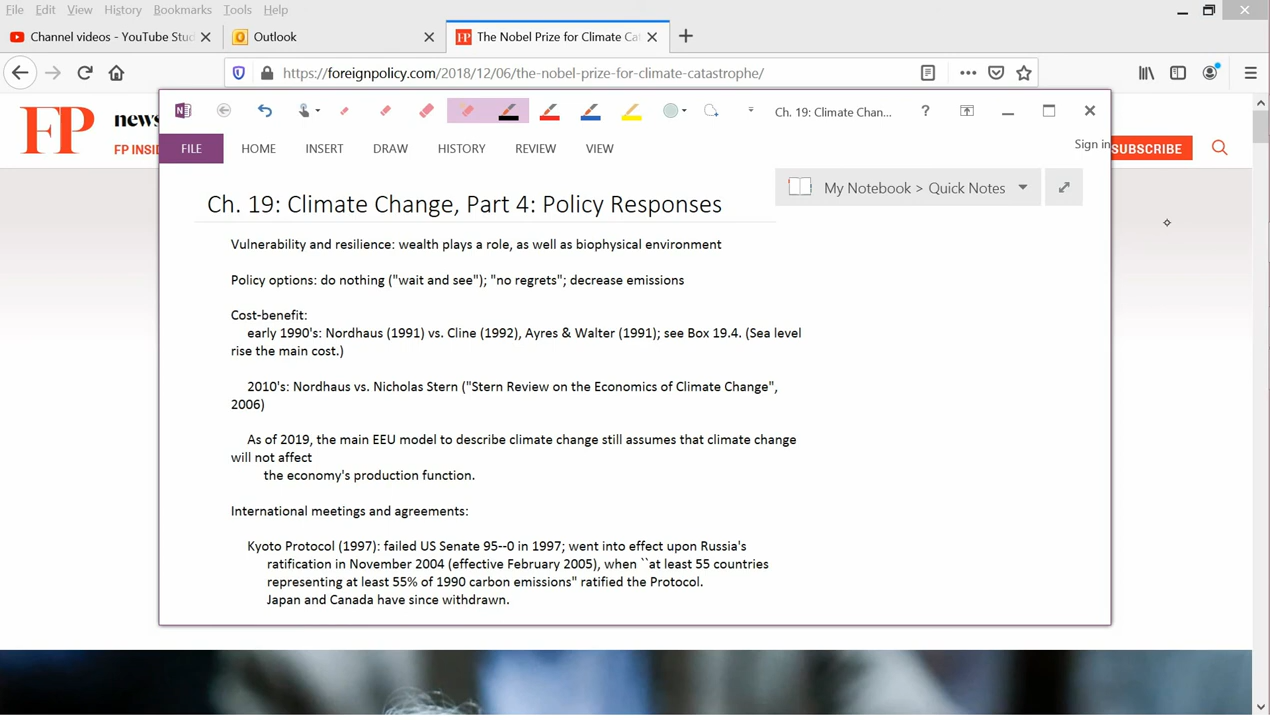 File Edit View History Bookmarks Tools Help
Channel videos - YouTube Stud
Outlook
FP The Nobel Prize for Climate Cat
https://foreignpolicy.com/2018/12/06/the-nobel-prize-for-climate-catastrophe/
FP
news
FP INSID
SUBSCRIBE
Ch. 19: Climate Chan...
?
Sign in
FILE HOME INSERT DRAW HISTORY REVIEW VIEW
My Notebook > Quick Notes
Ch. 19: Climate Change, Part 4: Policy Responses
Vulnerability and resilience: wealth plays a role, as well as biophysical environment
Policy options: do nothing ("wait and see"); "no regrets"; decrease emissions
Cost-benefit:
early 1990's: Nordhaus (1991) vs. Cline (1992), Ayres & Walter (1991); see Box 19.4. (Sea level
rise the main cost.)
2010's: Nordhaus vs. Nicholas Stern ("Stern Review on the Economics of Climate Change",
2006)
As of 2019, the main EEU model to describe climate change still assumes that climate change
will not affect
the economy's production function.
International meetings and agreements:
Kyoto Protocol (1997): failed US Senate 95--0 in 1997; went into effect upon Russia's
ratification in November 2004 (effective February 2005), when ``at least 55 countries
representing at least 55% of 1990 carbon emissions" ratified the Protocol.
Japan and Canada have since withdrawn.